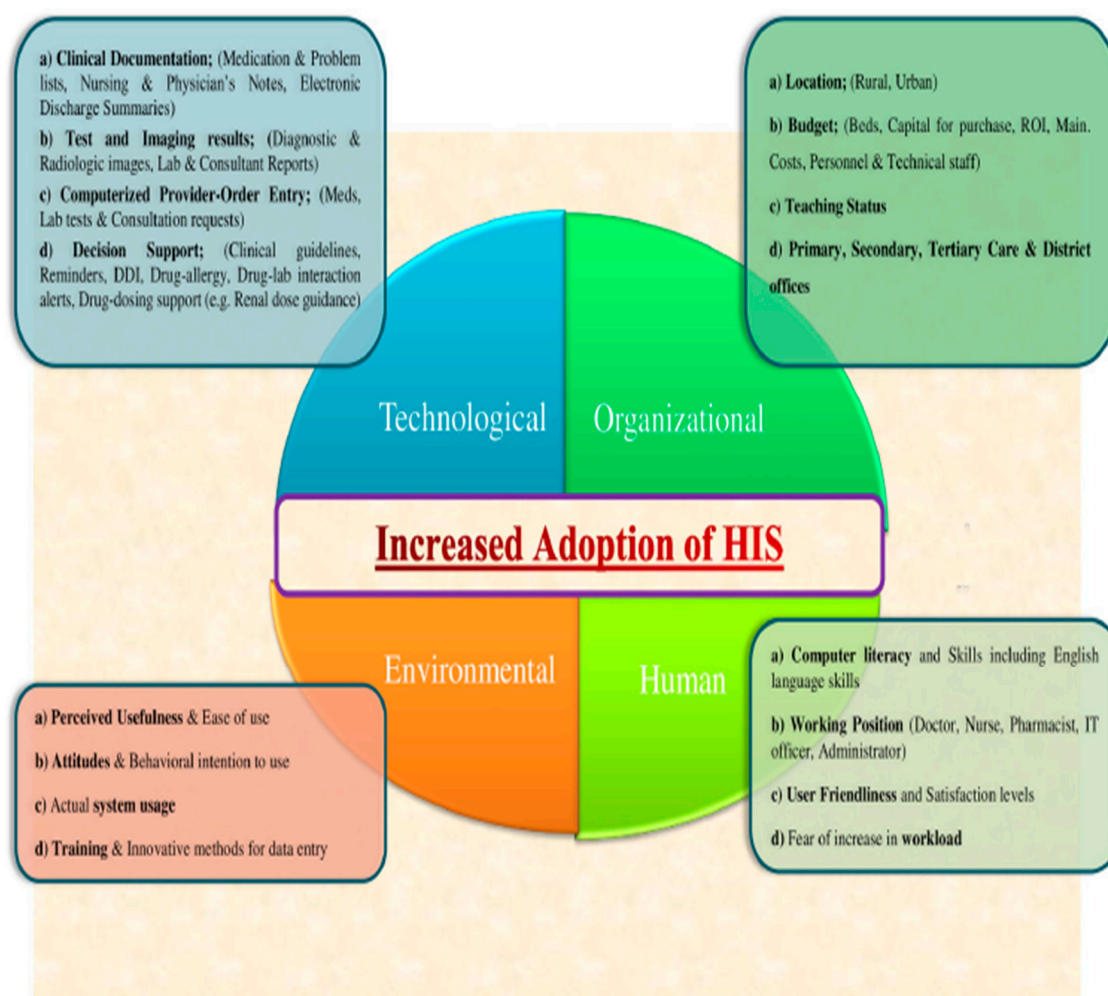 a) Clinical Documentation; (Medication & Problem
lists, Nursing & Physician's Notes, Electronic
Discharge Summaries)
b) Test and Imaging results; (Diagnostic &
Radiologic images, Lab & Consultant Reports)
c) Computerized Provider-Order Entry; (Meds,
Lab tests & Consultation requests)
d) Decision Support; (Clinical guidelines,
Reminders, DDI, Drug-allergy, Drug-lab interaction
alerts, Drug-dosing support (e.g. Renal dose guidance)
a) Location; (Rural, Urban)
b) Budget; (Beds, Capital for purchase, ROI, Main.
Costs, Personnel & Technical staff)
c) Teaching Status
d) Primary, Secondary, Tertiary Care & District
offices
Technological
Organizational
Increased Adoption of HIS
Environmental
Human
a) Perceived Usefulness & Ease of use
b) Attitudes & Behavioral intention to use
c) Actual system usage
d) Training & Innovative methods for data entry
a) Computer literacy and Skills including English
language skills
b) Working Position (Doctor, Nurse, Pharmacist, IT
officer, Administrator)
c) User Friendliness and Satisfaction levels
d) Fear of increase in workload